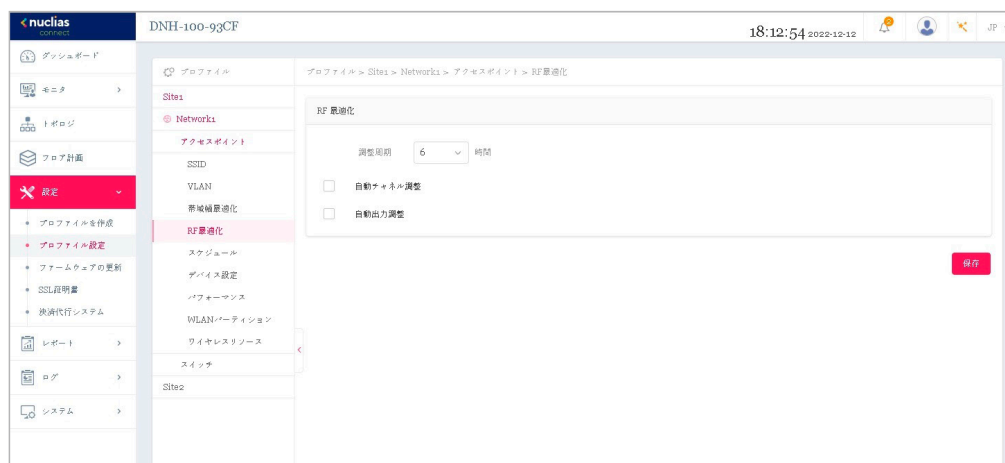 nuclias
connect
DNH-100-93CF
18:12:54 2022-12-12
2
JP
ダッシュボード
モニタ
トポロジ
フロア計画
設定
プロファイルを作成
プロファイル設定
ファームウェアの更新
SSL証明書
決済代行システム
レポート
ログ
システム
プロファイル
Site1
Network1
アクセスポイント
SSID
VLAN
帯域幅最適化
RF最適化
スケジュール
デバイス設定
パフォーマンス
WLANパーティション
ワイヤレスリソース
スイッチ
Site2
プロファイル > Site1 > Network1 > アクセスポイント > RF最適化
RF 最適化
調整周期 6 時間
自動チャネル調整
自動出力調整
保存